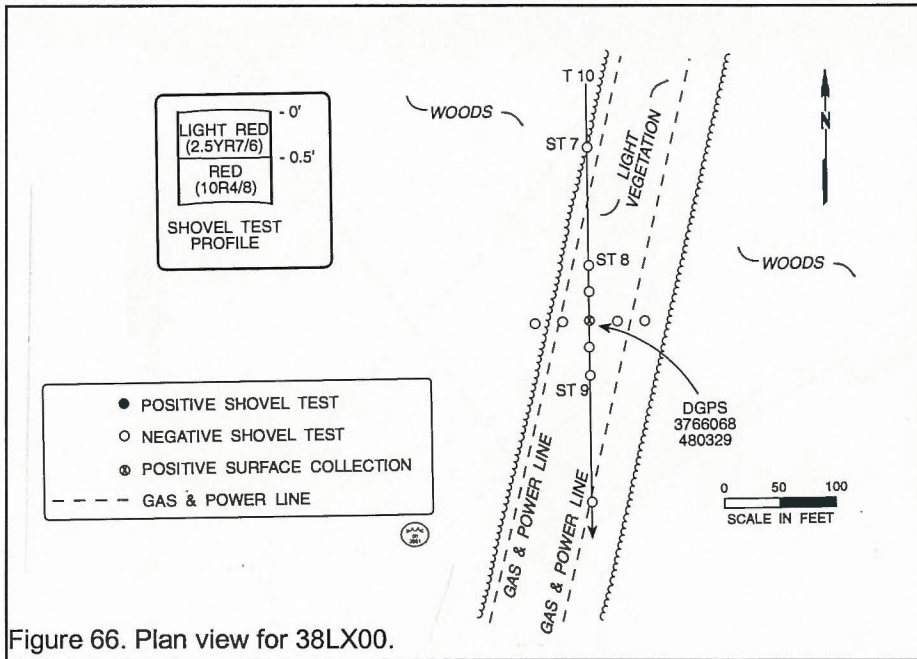 T 10
WOODS
ST 7
LIGHT
VEGETATION
N
LIGHT RED
(2.5YR7/6)
RED
(10R4/8)
- 0'
- 0.5'
SHOVEL TEST
PROFILE
ST 8
WOODS
ST 9
DGPS
3766068
480329
POSITIVE SHOVEL TEST
NEGATIVE SHOVEL TEST
POSITIVE SURFACE COLLECTION
GAS & POWER LINE
GAS & POWER LINE
GAS & POWER LINE
0 50 100
SCALE IN FEET
Figure 66. Plan view for 38LX00.